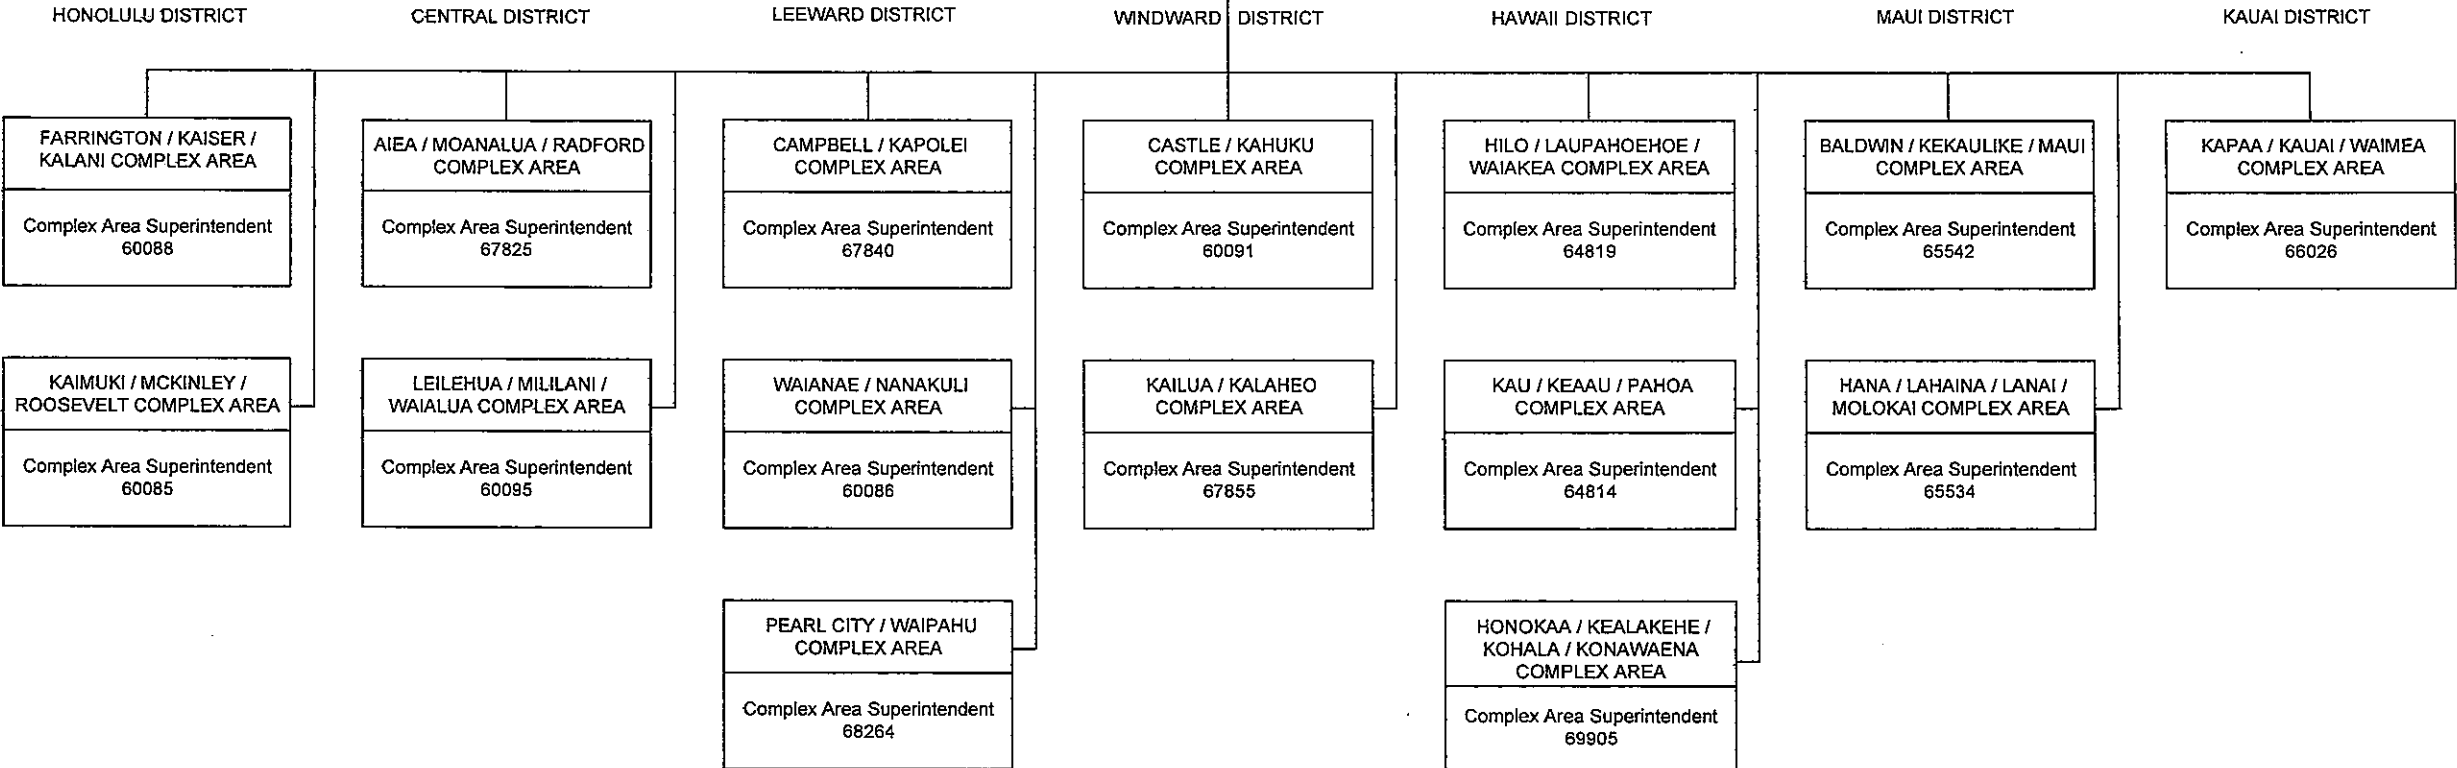 HONOLULU DISTRICT
CENTRAL DISTRICT
LEEWARD DISTRICT
WINDWARD DISTRICT
HAWAII DISTRICT
MAUI DISTRICT
KAUAI DISTRICT
FARRINGTON / KAISER /
KALANI COMPLEX AREA
Complex Area Superintendent
60088
AIEA / MOANALUA / RADFORD
COMPLEX AREA
Complex Area Superintendent
67825
CAMPBELL / KAPOLEI
COMPLEX AREA
Complex Area Superintendent
67840
CASTLE / KAHUKU
COMPLEX AREA
Complex Area Superintendent
60091
HILO / LAUPAHOEHOE /
WAIAKEA COMPLEX AREA
Complex Area Superintendent
64819
BALDWIN / KEKAULIKE / MAUI
COMPLEX AREA
Complex Area Superintendent
65542
KAPAA / KAUAI / WAIMEA
COMPLEX AREA
Complex Area Superintendent
66026
KAIMUKI / MCKINLEY /
ROOSEVELT COMPLEX AREA
Complex Area Superintendent
60085
LEILEHUA / MILILANI /
WAIALUA COMPLEX AREA
Complex Area Superintendent
60095
WAIANAE / NANAKULI
COMPLEX AREA
Complex Area Superintendent
60086
KAILUA / KALAHEO
COMPLEX AREA
Complex Area Superintendent
67855
KAU / KEAAU / PAHOA
COMPLEX AREA
Complex Area Superintendent
64814
HANA / LAHAINA / LANAI /
MOLOKAI COMPLEX AREA
Complex Area Superintendent
65534
PEARL CITY / WAIPAHU
COMPLEX AREA
Complex Area Superintendent
68264
HONOKAA / KEALAKEHE /
KOHALA / KONAWAENA
COMPLEX AREA
Complex Area Superintendent
69905